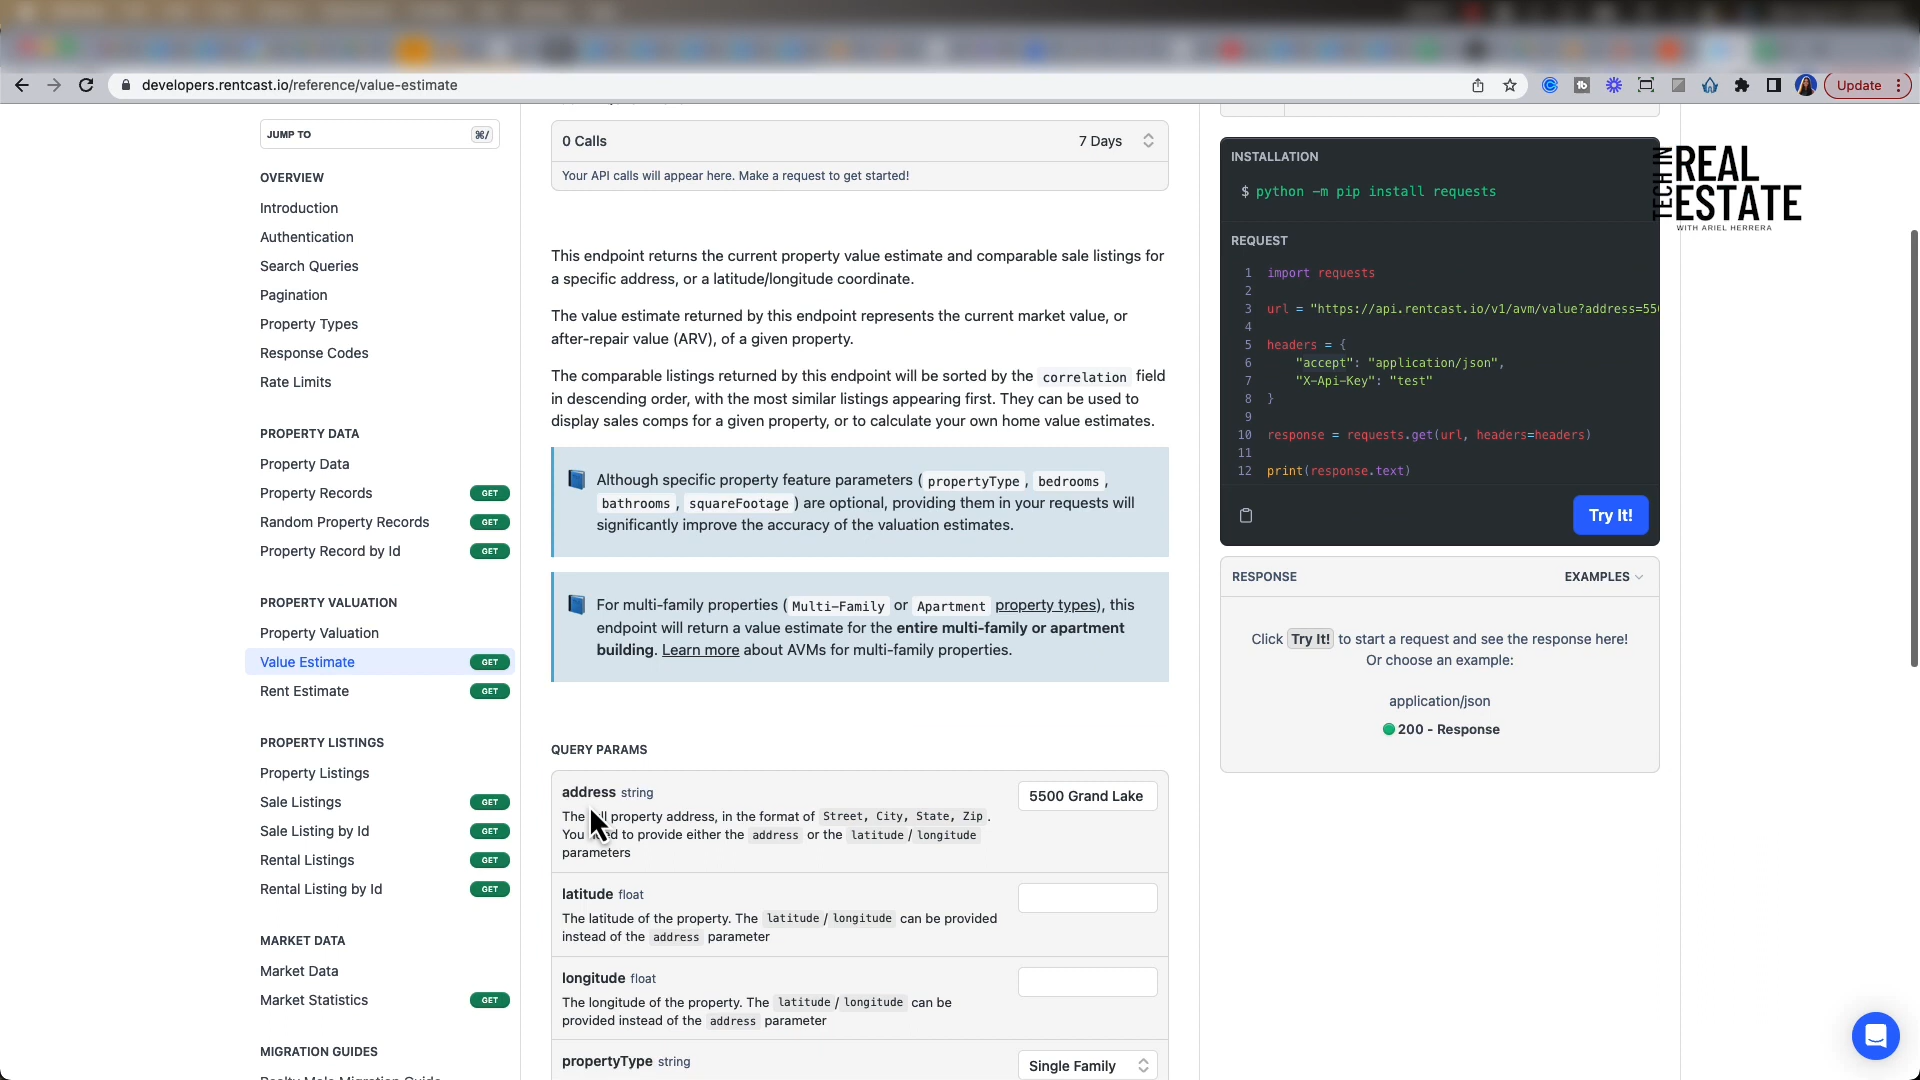 developers.rentcast.io/reference/value-estimate
Update
JUMP TO
⌘/
OVERVIEW
Introduction
Authentication
Search Queries
Pagination
Property Types
Response Codes
Rate Limits
PROPERTY DATA
Property Data
Property Records GET
Random Property Records GET
Property Record by Id GET
PROPERTY VALUATION
Property Valuation
Value Estimate GET
Rent Estimate GET
PROPERTY LISTINGS
Property Listings
Sale Listings GET
Sale Listing by Id GET
Rental Listings GET
Rental Listing by Id GET
MARKET DATA
Market Data
Market Statistics GET
MIGRATION GUIDES
0 Calls 7 Days
Your API calls will appear here. Make a request to get started!
This endpoint returns the current property value estimate and comparable sale listings for
a specific address, or a latitude/longitude coordinate.
The value estimate returned by this endpoint represents the current market value, or
after-repair value (ARV), of a given property.
The comparable listings returned by this endpoint will be sorted by the correlation field
in descending order, with the most similar listings appearing first. They can be used to
display sales comps for a given property, or to calculate your own home value estimates.
Although specific property feature parameters ( propertyType , bedrooms ,
bathrooms , squareFootage ) are optional, providing them in your requests will
significantly improve the accuracy of the valuation estimates.
For multi-family properties ( Multi-Family or Apartment property types), this
endpoint will return a value estimate for the entire multi-family or apartment
building. Learn more about AVMs for multi-family properties.
QUERY PARAMS
address string
5500 Grand Lake
The property address, in the format of Street, City, State, Zip .
You to provide either the address or the latitude / longitude
parameters
latitude float
The latitude of the property. The latitude / longitude can be provided
instead of the address parameter
longitude float
The longitude of the property. The latitude / longitude can be
provided instead of the address parameter
propertyType string
Single Family
INSTALLATION
$ python -m pip install requests
REQUEST
1 import requests
2
3 url = "https://api.rentcast.io/v1/avm/value?address=55
4
5 headers = {
6 "accept": "application/json",
7 "X-Api-Key": "test"
8 }
9
10 response = requests.get(url, headers=headers)
11
12 print(response.text)
Try It!
RESPONSE EXAMPLES
Click Try It! to start a request and see the response here!
Or choose an example:
application/json
200 - Response
TECH IN
REAL
ESTATE
WITH ARIEL HERRERA